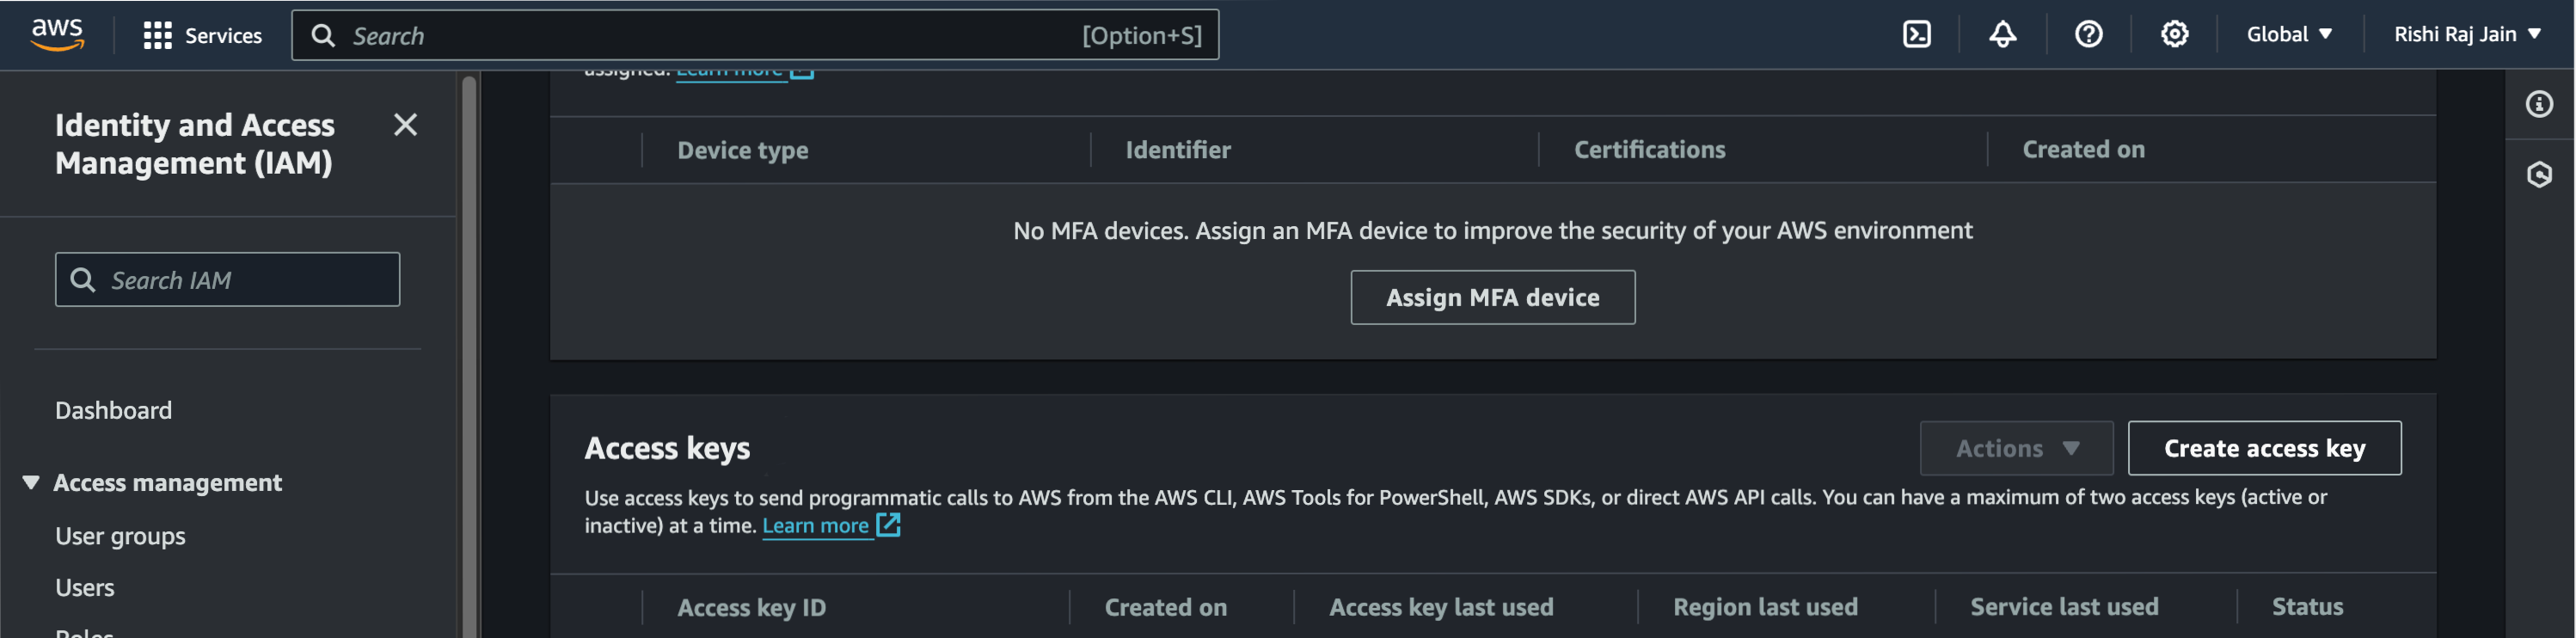 aws
Services
Search
[Option+S]
Global
Rishi Raj Jain
Identity and Access
Management (IAM)
Search IAM
Dashboard
Access management
User groups
Users
Roles
assigned. Learn more
Device type
Identifier
Certifications
Created on
No MFA devices. Assign an MFA device to improve the security of your AWS environment
Assign MFA device
Access keys
Actions
Create access key
Use access keys to send programmatic calls to AWS from the AWS CLI, AWS Tools for PowerShell, AWS SDKs, or direct AWS API calls. You can have a maximum of two access keys (active or
inactive) at a time. Learn more
Access key ID
Created on
Access key last used
Region last used
Service last used
Status